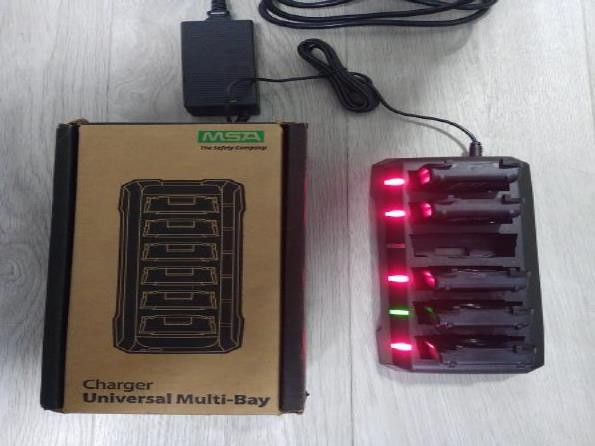 MSA
The Safety Company
Charger
Universal Multi-Bay